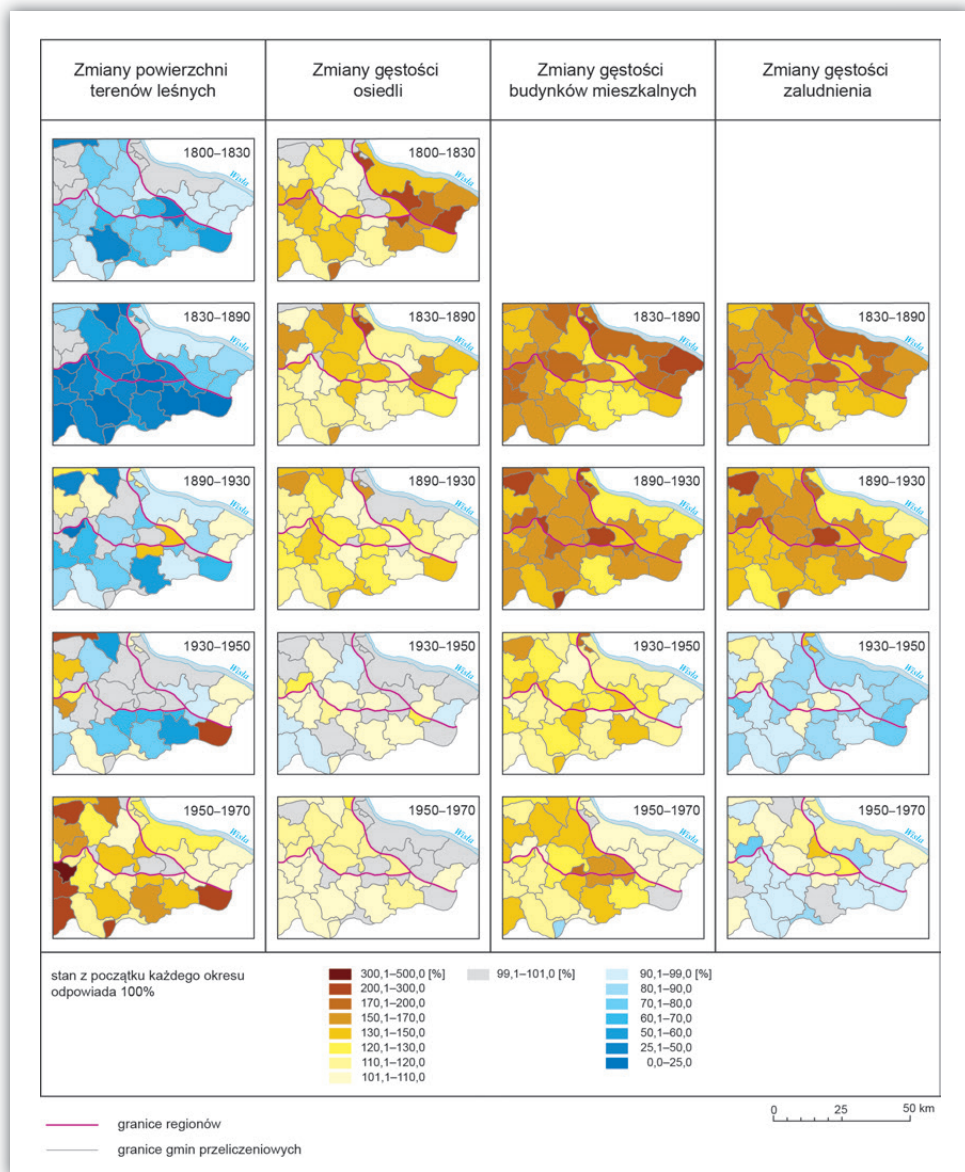 Zmiany powierzchni
terenów leśnych
Zmiany gęstości
osiedli
Zmiany gęstości
budynków mieszkalnych
Zmiany gęstości
zaludnienia
1800–1830
Wisła
1800–1830
Wisła
1830–1890
Wisła
1830–1890
Wisła
1830–1890
Wisła
1830–1890
Wisła
1890–1930
Wisła
1890–1930
Wisła
1890–1930
Wisła
1890–1930
Wisła
1930–1950
Wisła
1930–1950
Wisła
1930–1950
Wisła
1930–1950
Wisła
1950–1970
Wisła
1950–1970
Wisła
1950–1970
Wisła
1950–1970
Wisła
stan z początku każdego okresu
odpowiada 100%
300,1–500,0 [%]
200,1–300,0
170,1–200,0
150,1–170,0
130,1–150,0
120,1–130,0
110,1–120,0
101,1–110,0
99,1–101,0 [%]
90,1–99,0 [%]
80,1–90,0
70,1–80,0
60,1–70,0
50,1–60,0
25,1–50,0
0,0–25,0
granice regionów
granice gmin przeliczeniowych
0 25 50 km